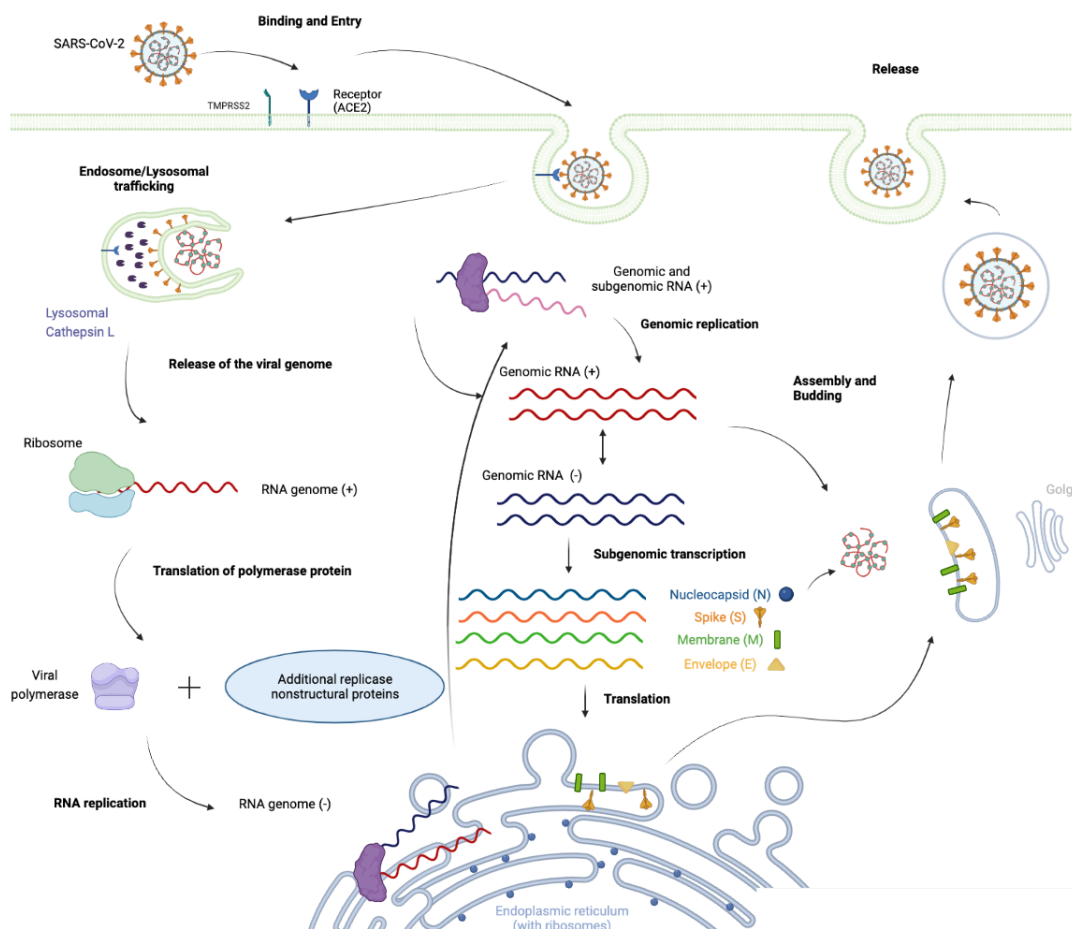 Binding and Entry
SARS-CoV-2
Release
TMPRSS2
Receptor
(ACE2)
Endosome/Lysosomal
trafficking
Lysosomal
Cathepsin L
Genomic and
subgenomic RNA (+)
Genomic replication
Release of the viral genome
Genomic RNA (+)
Assembly and
Budding
Ribosome
RNA genome (+)
Genomic RNA (-)
Golg
Subgenomic transcription
Translation of polymerase protein
Nucleocapsid (N)
Spike (S)
Membrane (M)
Envelope (E)
Viral
polymerase
Additional replicase
nonstructural proteins
Translation
RNA replication
RNA genome (-)
Endoplasmic reticulum
(with ribosomes)